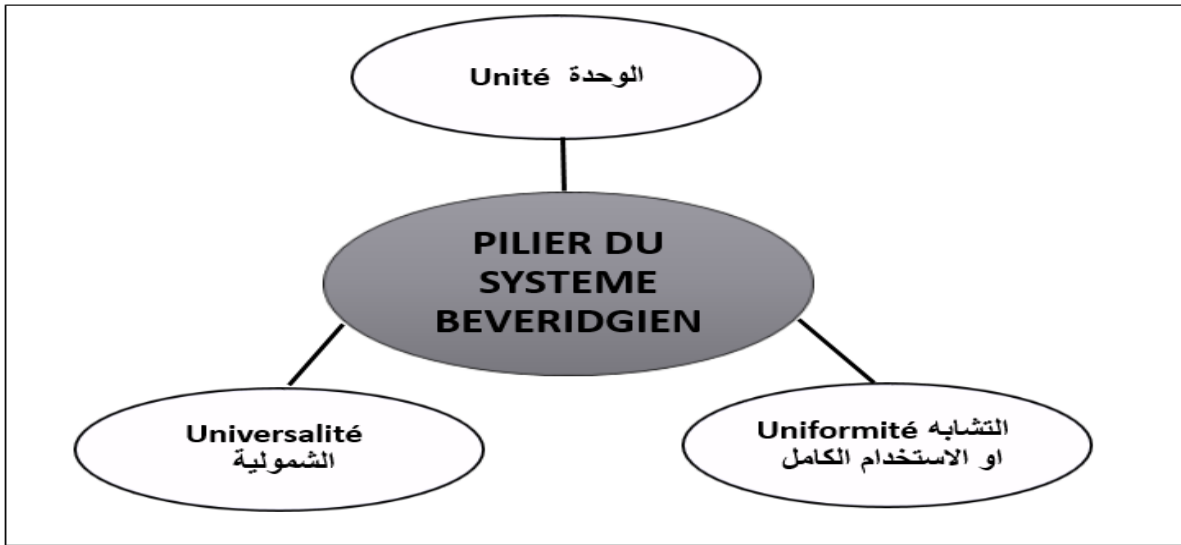 Unité الوحدة
PILIER DU
SYSTEME
BEVERIDGIEN
Universalité
الشمولية
Uniformité التشابه
او الاستخدام الكامل